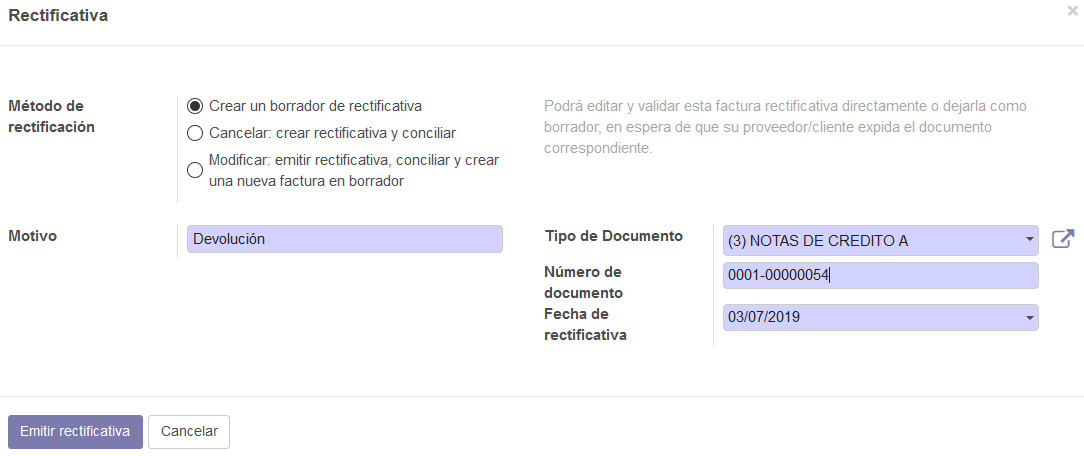 Rectificativa
×
Método de
rectificación
Crear un borrador de rectificativa
Cancelar: crear rectificativa y conciliar
Modificar: emitir rectificativa, conciliar y crear
una nueva factura en borrador
Podrá editar y validar esta factura rectificativa directamente o dejarla como
borrador, en espera de que su proveedor/cliente expida el documento
correspondiente.
Motivo
Devolución
Tipo de Documento
(3) NOTAS DE CREDITO A
Número de
documento
0001-00000054
Fecha de
rectificativa
03/07/2019
Emitir rectificativa
Cancelar